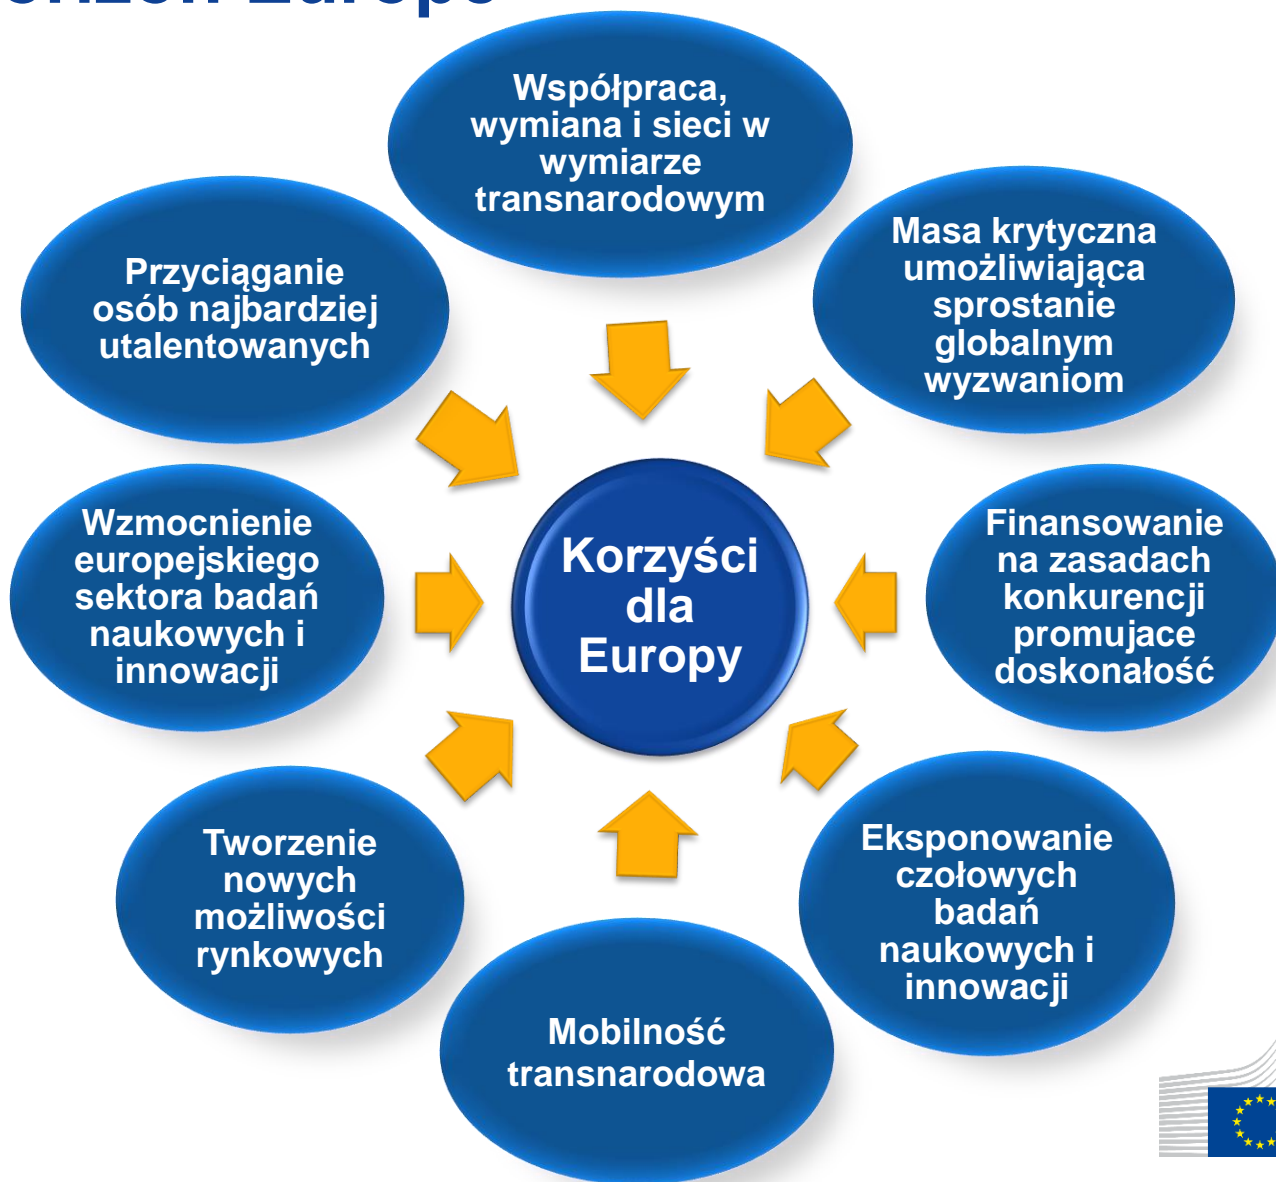 Europe
Współpraca,
wymiana i sieci w
wymiarze
transnarodowym
Masa krytyczna
umożliwiająca
sprostanie
globalnym
wyzwaniom
Przyciąganie
osób najbardziej
utalentowanych
Wzmocnienie
europejskiego
sektora badań
naukowych i
innowacji
Korzyści
dla
Europy
Finansowanie
na zasadach
konkurencji
promujace
doskonałość
Tworzenie
nowych
możliwości
rynkowych
Eksponowanie
czołowych
badań
naukowych i
innowacji
Mobilność
transnarodowa